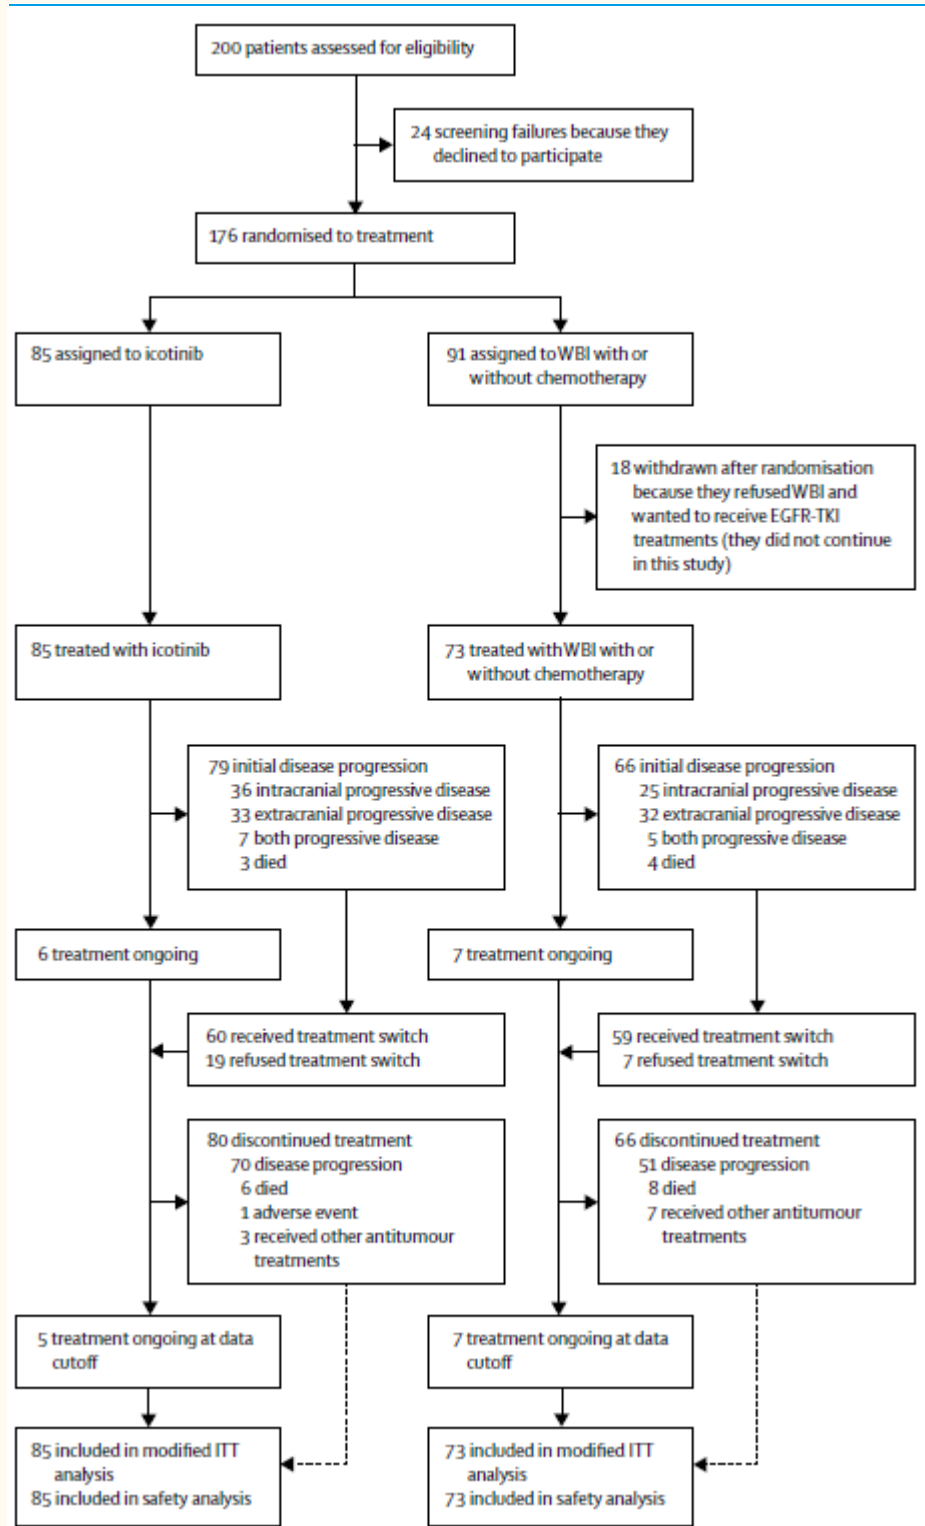 200 patients assessed for eligibility
24 screening failures because they
declined to participate
176 randomised to treatment
85 assigned to icotinib
91 assigned to WBI with or
without chemotherapy
18 withdrawn after randomisation
because they refused WBI and
wanted to receive EGFR-TKI
treatments (they did not continue
in this study)
85 treated with icotinib
73 treated with WBI with or
without chemotherapy
79 initial disease progression
36 intracranial progressive disease
33 extracranial progressive disease
7 both progressive disease
3 died
66 initial disease progression
25 intracranial progressive disease
32 extracranial progressive disease
5 both progressive disease
4 died
6 treatment ongoing
7 treatment ongoing
60 received treatment switch
19 refused treatment switch
59 received treatment switch
7 refused treatment switch
80 discontinued treatment
70 disease progression
6 died
1 adverse event
3 received other antitumour
treatments
66 discontinued treatment
51 disease progression
8 died
7 received other antitumour
treatments
5 treatment ongoing at data
cutoff
7 treatment ongoing at data
cutoff
85 included in modified ITT
analysis
85 included in safety analysis
73 included in modified ITT
analysis
73 included in safety analysis